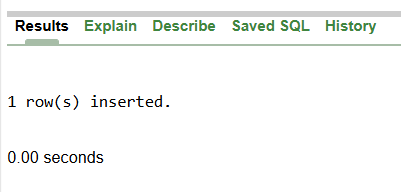 Results Explain Describe Saved SQL History
1 row(s) inserted.
0.00 seconds